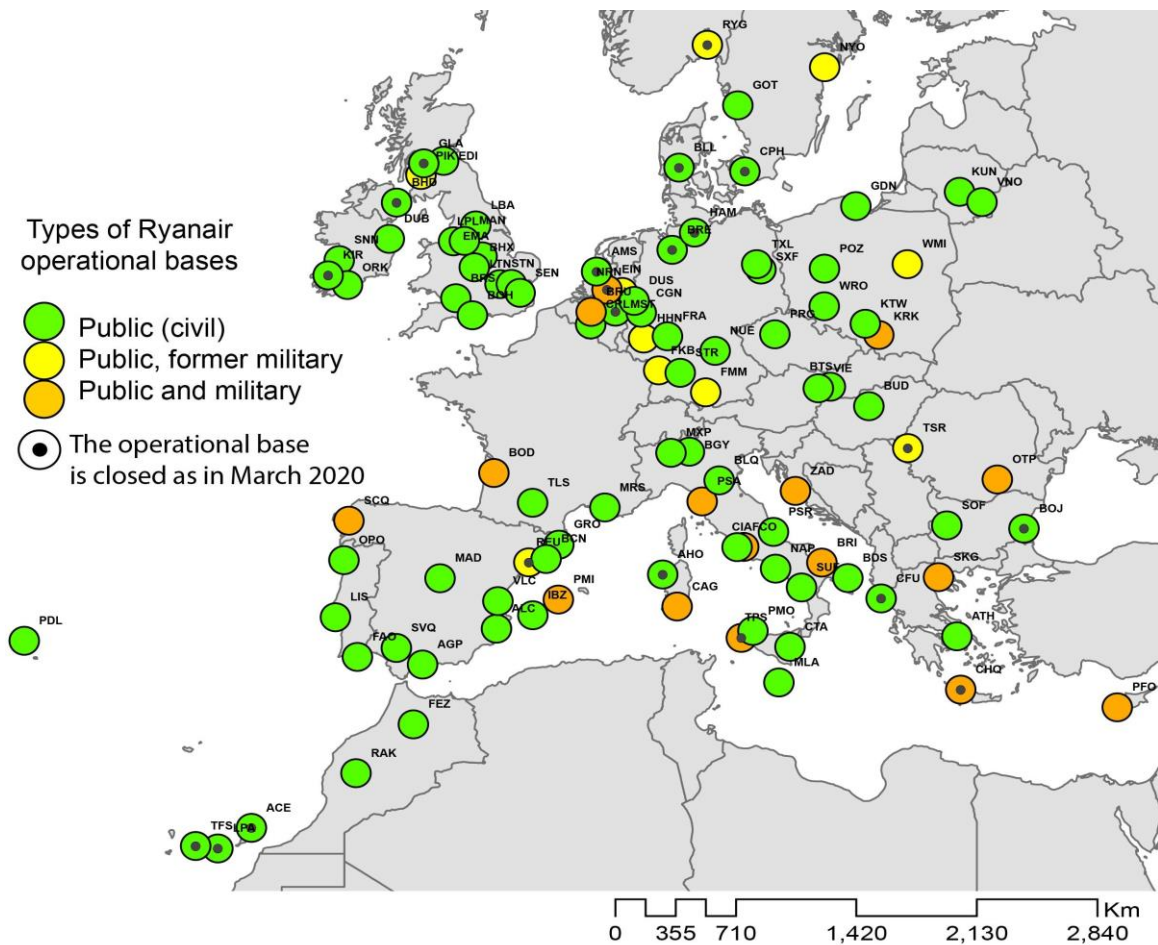 RYG
NYO
GOT
GLA
PIK EDI
BLL
CPH
BHD
KUN
VNO
GDN
LBA
DUB
LPL MAN
HAM
BRE
Types of Ryanair
operational bases
SNN
EMA
BHX
AMS
TXL
SXF
POZ
WMI
KIR
ORK
LTN STN
SEN
NRN EIN
DUS
BRS
BOH
BRU
CGN
WRO
KTW
KRK
CRL MST
PRG
HHN FRA
NUE
Public (civil)
Public, former military
Public and military
FKB STR
FMM
BTS VIE
BUD
The operational base
is closed as in March 2020
MXP
BGY
TSR
BOD
BLQ
OTP
TLS
MRS
PSA
ZAD
SCQ
PSR
SOF
BOJ
GRO
BCN
CIA FCO
OPO
REU
NAP
BRI
BDS
SKG
MAD
AHO
SUF
CFU
VLC
PMI
IBZ
CAG
LIS
ALC
TPS
PMO
ATH
PDL
SVQ
CTA
FAO
AGP
MLA
CHQ
PFO
FEZ
RAK
ACE
TFS LPA
Km
0 355 710 1,420 2,130 2,840